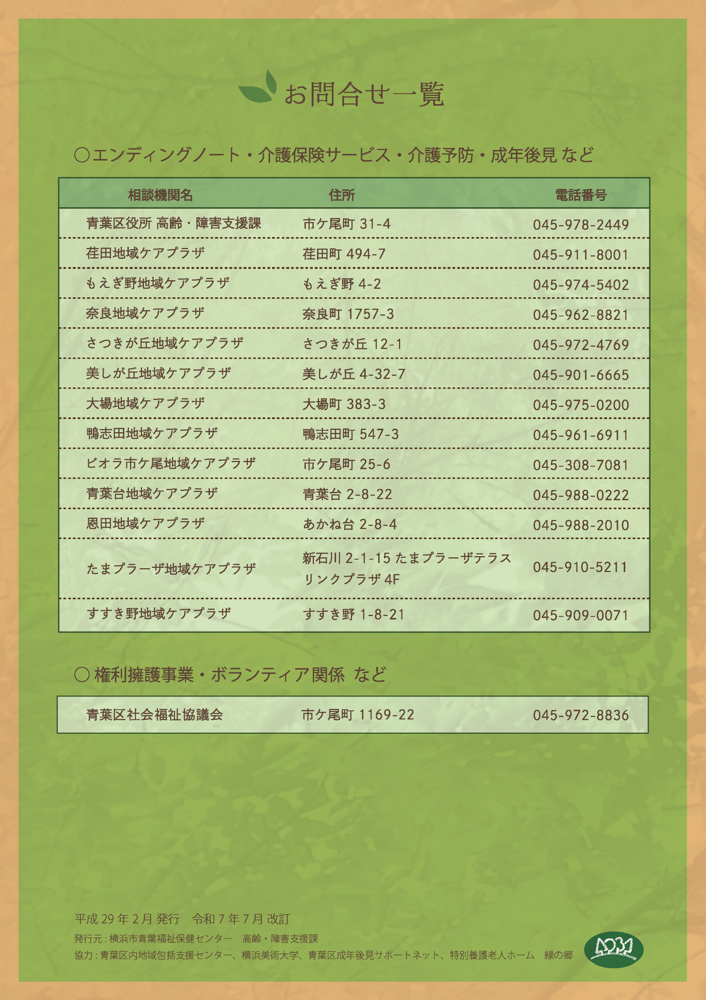 お問合せ一覧
○エンディングノート・介護保険サービス・介護予防・成年後見 など
相談機関名 住所 電話番号
青葉区役所 高齢・障害支援課 市ケ尾町 31-4 045-978-2449
荏田地域ケアプラザ 荏田町 494-7 045-911-8001
もえぎ野地域ケアプラザ もえぎ野 4-2 045-974-5402
奈良地域ケアプラザ 奈良町 1757-3 045-962-8821
さつきが丘地域ケアプラザ さつきが丘 12-1 045-972-4769
美しが丘地域ケアプラザ 美しが丘 4-32-7 045-901-6665
大場地域ケアプラザ 大場町 383-3 045-975-0200
鴨志田地域ケアプラザ 鴨志田町 547-3 045-961-6911
ビオラ市ケ尾地域ケアプラザ 市ケ尾町 25-6 045-308-7081
青葉台地域ケアプラザ 青葉台 2-8-22 045-988-0222
恩田地域ケアプラザ あかね台 2-8-4 045-988-2010
たまプラーザ地域ケアプラザ 新石川 2-1-15 たまプラーザテラス 045-910-5211
リンクプラザ 4F
すすき野地域ケアプラザ すすき野 1-8-21 045-909-0071
○ 権利擁護事業・ボランティア関係 など
青葉区社会福祉協議会 市ケ尾町 1169-22 045-972-8836
平成 29 年 2 月 発行 令和 7 年 7 月 改訂
発行元 : 横浜市青葉福祉保健センター 高齢・障害支援課
協力 : 青葉区内地域包括支援センター、横浜美術大学、青葉区成年後見サポートネット、特別養護老人ホーム 緑の郷
AOBA